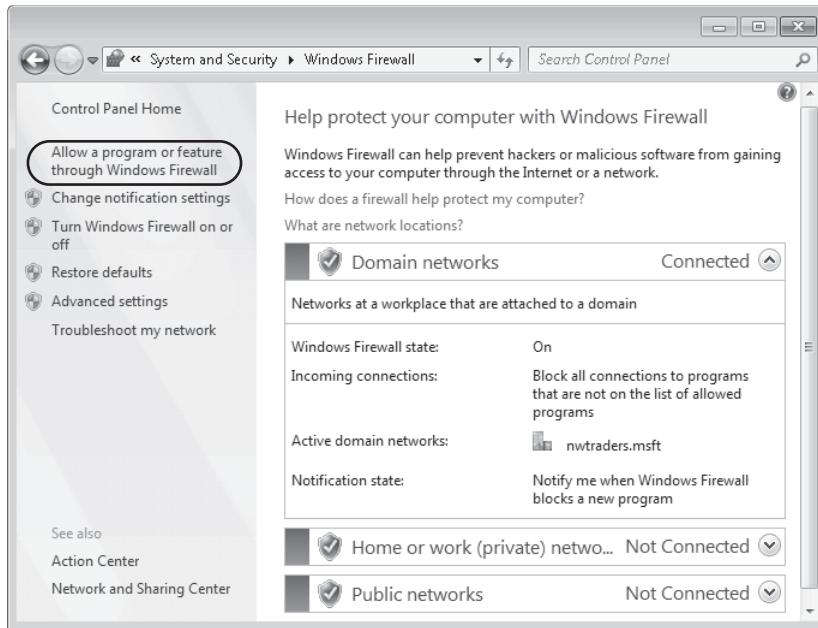 « System and Security ▸ Windows Firewall
Search Control Panel
Control Panel Home
Allow a program or feature
through Windows Firewall
Change notification settings
Turn Windows Firewall on or
off
Restore defaults
Advanced settings
Troubleshoot my network
See also
Action Center
Network and Sharing Center
Help protect your computer with Windows Firewall
Windows Firewall can help prevent hackers or malicious software from gaining
access to your computer through the Internet or a network.
How does a firewall help protect my computer?
What are network locations?
Domain networks Connected
Networks at a workplace that are attached to a domain
Windows Firewall state: On
Incoming connections: Block all connections to programs
that are not on the list of allowed
programs
Active domain networks: nwtraders.msft
Notification state: Notify me when Windows Firewall
blocks a new program
Home or work (private) netwo... Not Connected
Public networks Not Connected